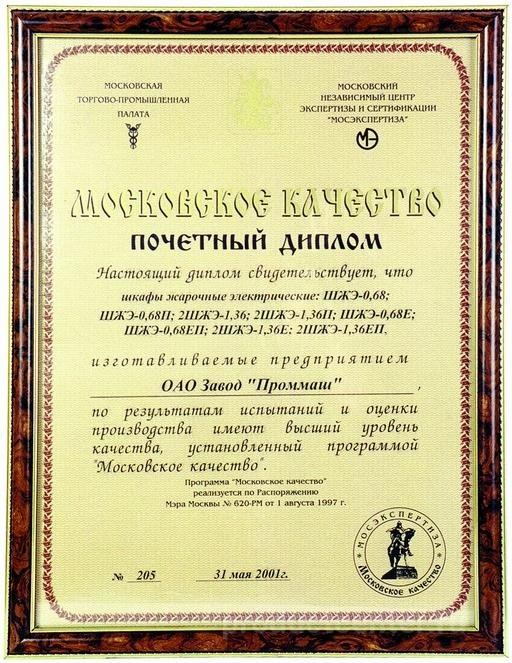 МОСКОВСКАЯ
ТОРГОВО-ПРОМЫШЛЕННАЯ
ПАЛАТА
МОСКОВСКИЙ
НЕЗАВИСИМЫЙ ЦЕНТР
ЭКСПЕРТИЗЫ И СЕРТИФИКАЦИИ
"МОСЭКСПЕРТИЗА"
МЭ
МОСКОВСКОЕ КАЧЕСТВО
ПОЧЕТНЫЙ ДИПЛОМ
Настоящий диплом свидетельствует, что
шкафы жарочные электрические: ШЖЭ-0,68;
ШЖЭ-0,68П; 2ШЖЭ-1,36; 2ШЖЭ-1,36П; ШЖЭ-0,68Е;
ШЖЭ-0,68ЕП; 2ШЖЭ-1,36Е: 2ШЖЭ-1,36ЕП,
изготавливаемые предприятием
ОАО Завод "Проммаш" ,
по результатам испытаний и оценки
производства имеют высший уровень
качества, установленный программой
"Московское качество".
Программа "Московское качество"
реализуется по Распоряжению
Мэра Москвы № 620-РМ от 1 августа 1997 г.
№ 205 31 мая 2001г.
МОСЭКСПЕРТИЗА
Московское качество